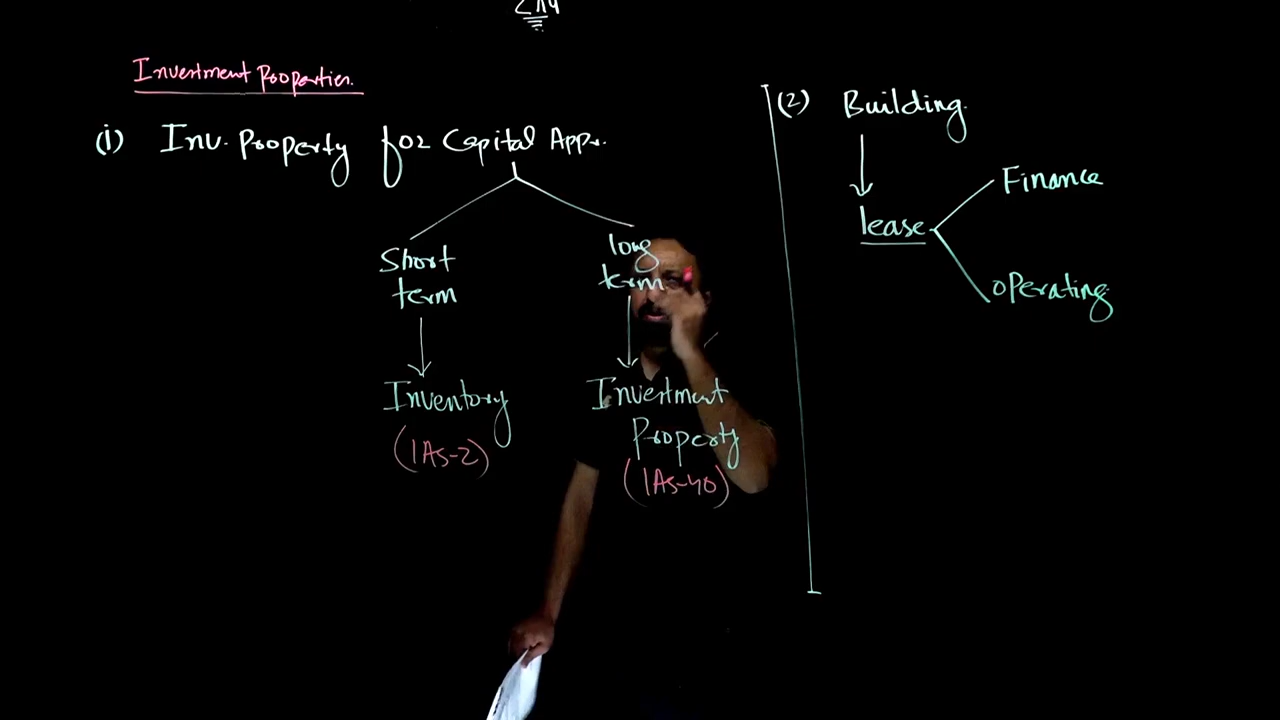 Investment Properties.
(i) Inv. Property for Capital App.
Short
term
Inventory
(IAS-2)
long
term
Investment
Property
(IAS-40)
(2) Building.
lease
Finance
operating.